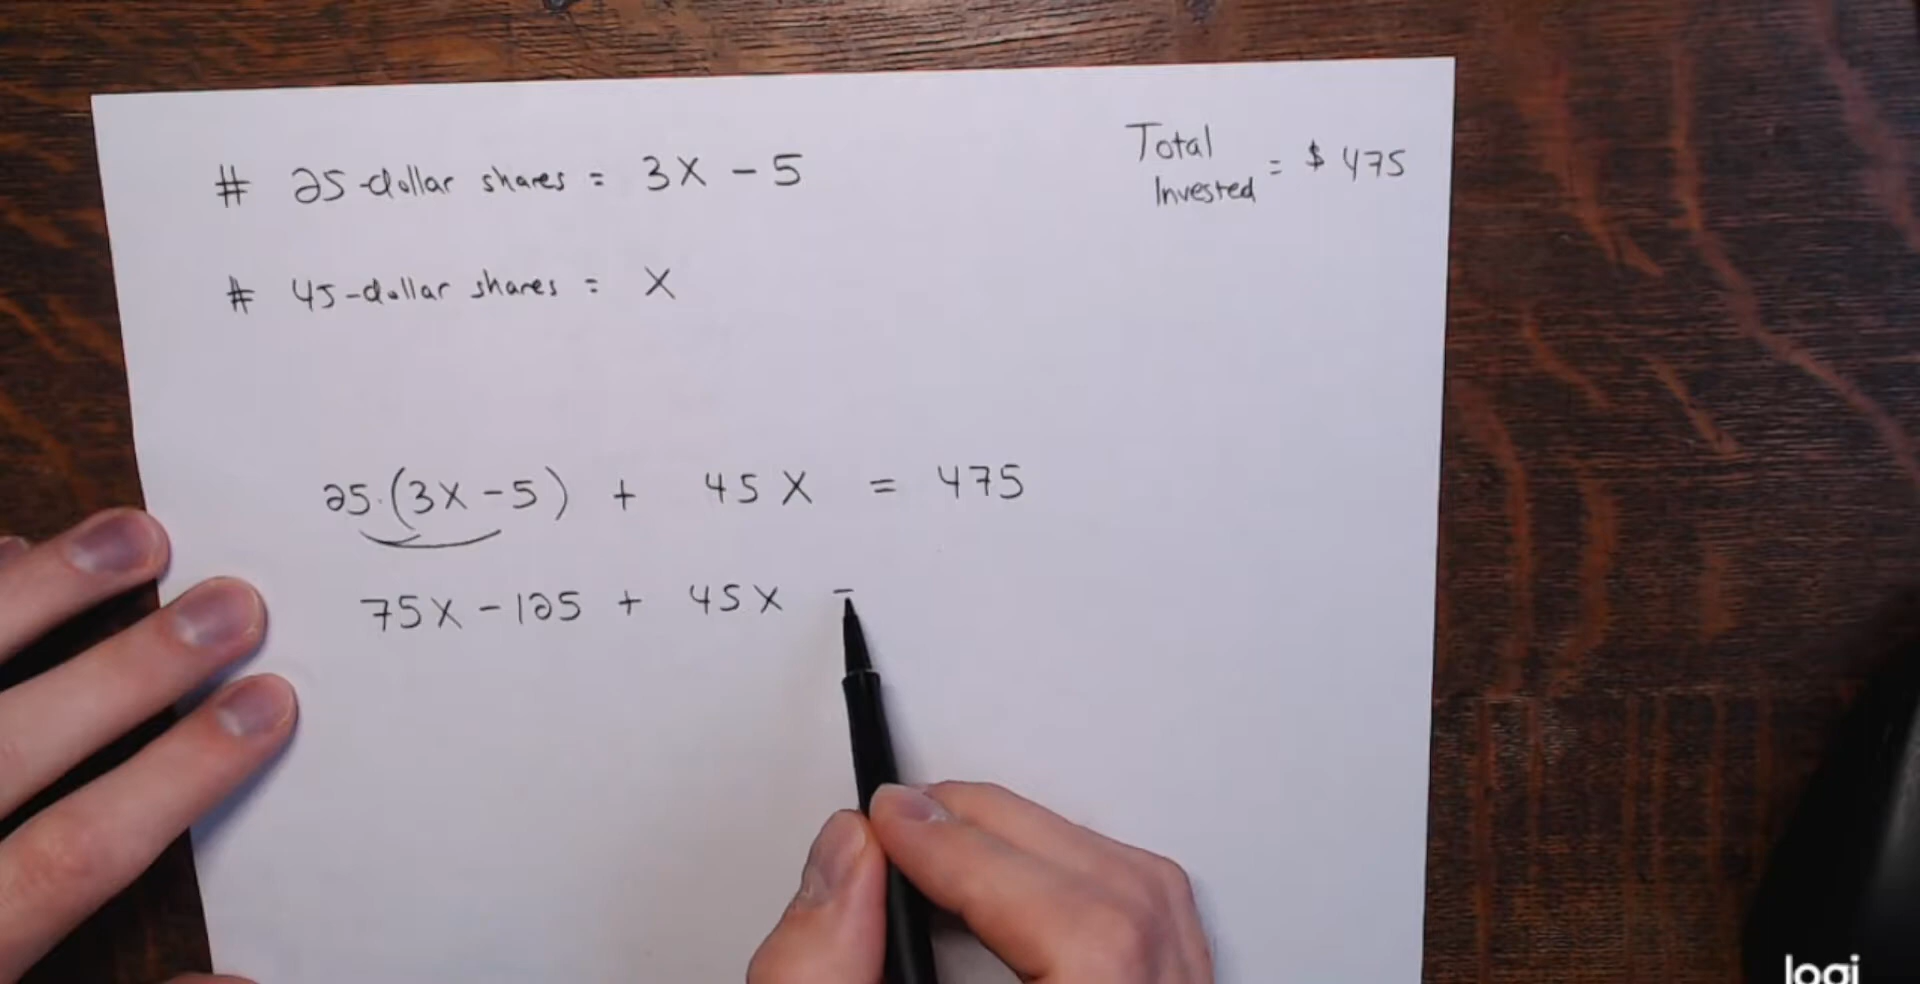 # 25-dollar shares = 3X - 5
Total
Invested = $ 475
# 45-dollar shares = X
25·(3X - 5) + 45X = 475
75X - 125 + 45X =
logi